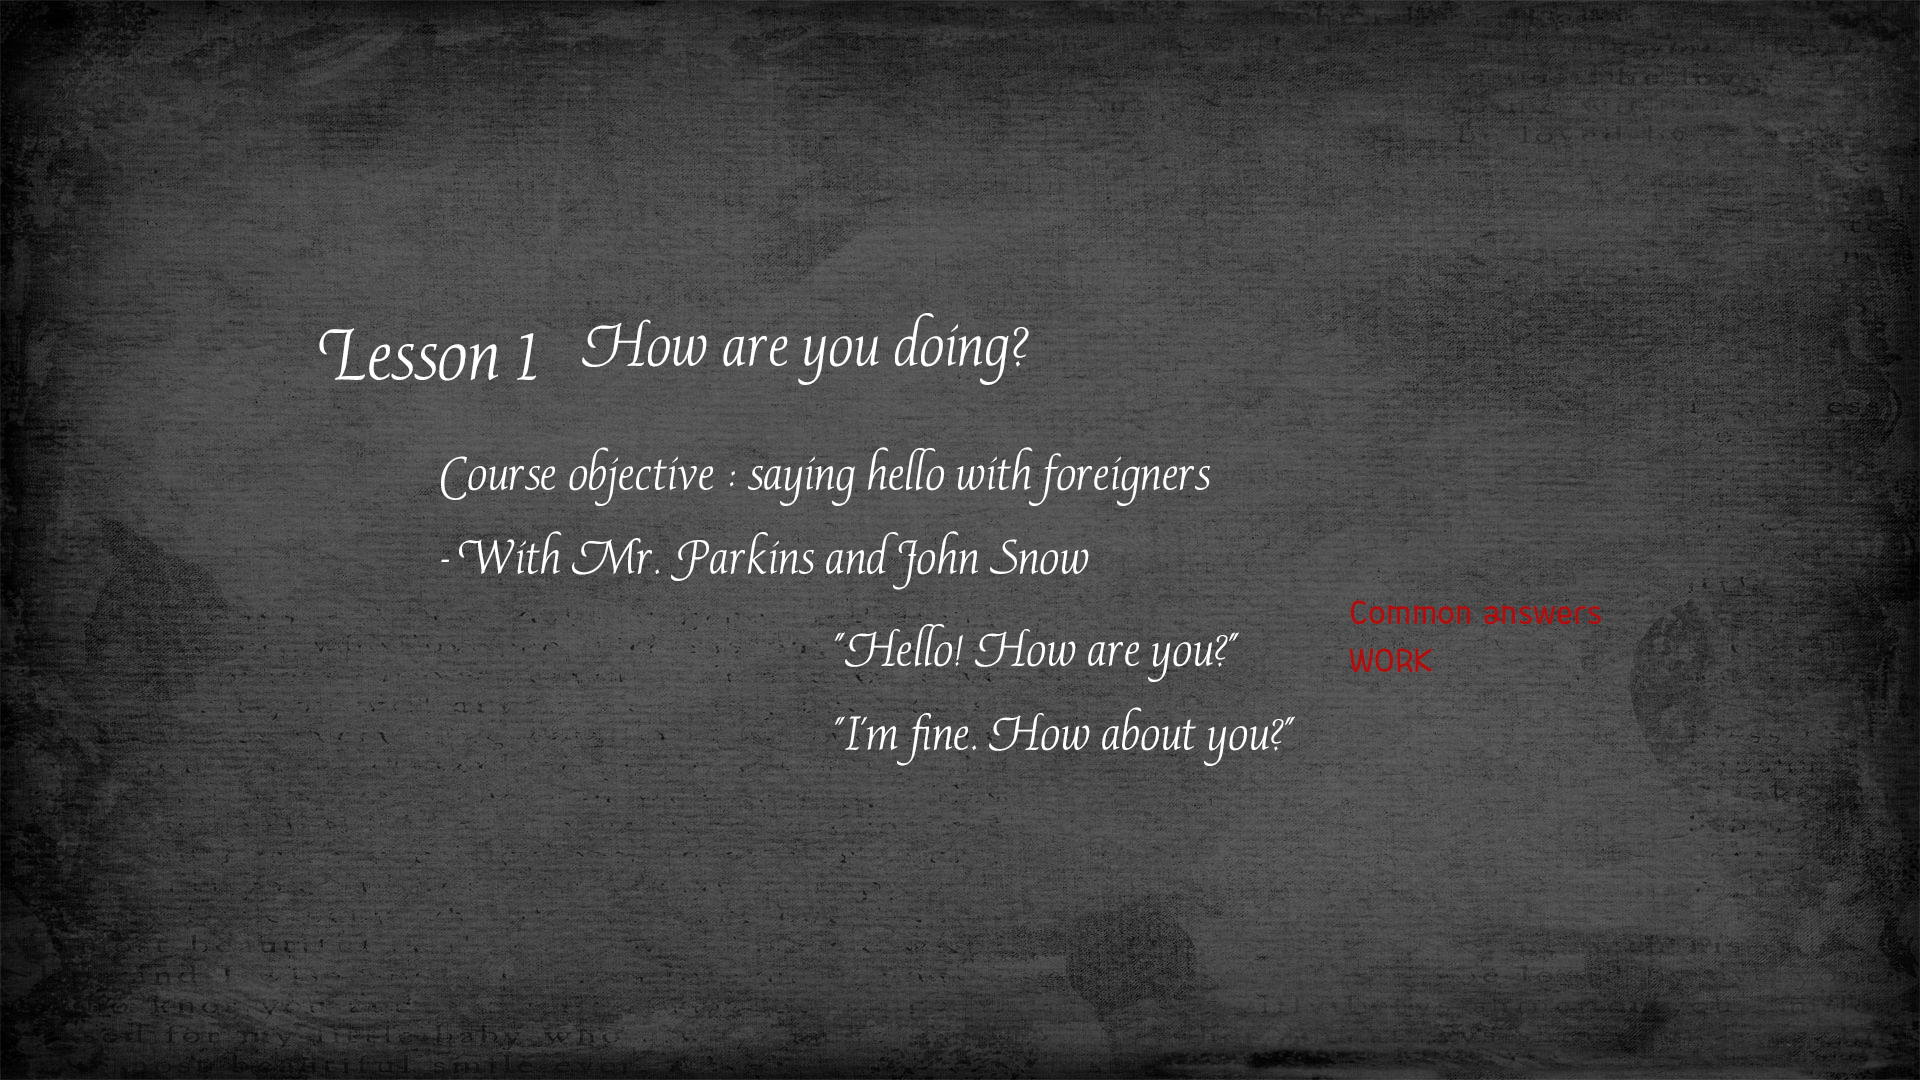 Lesson 1 How are you doing?
Course objective : saying hello with foreigners
- With Mr. Parkins and John Snow
"Hello! How are you?"
"I'm fine. How about you?"
Common answers
WORK